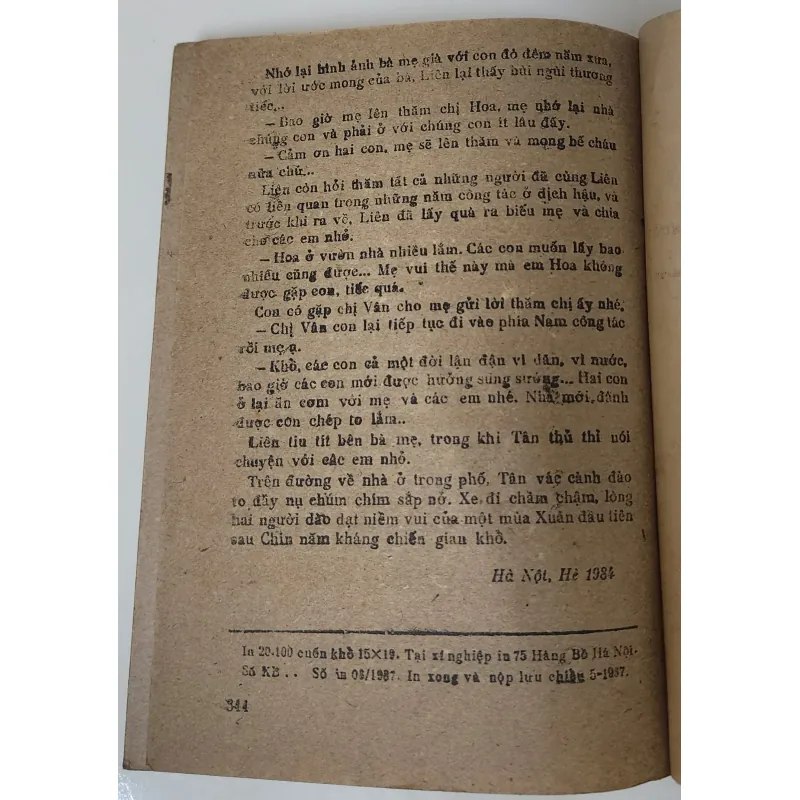 Nhớ lại hình ảnh bà mẹ già với con đò đêm năm xưa,
với lời ước mong của bà, Liên lại thấy bùi ngùi thương
tiếc...
— Bao giờ mẹ lên thăm chị Hoa, mẹ nhớ lại nhà
chúng con và phải ở với chúng con ít lâu đấy.
— Cảm ơn hai con, mẹ sẽ lên thăm và mong bế cháu
nữa chứ...
Liên còn hỏi thăm tất cả những người đã cùng Liên
có liên quan trong những năm công tác ở địch hậu, và
trước khi ra về, Liên đã lấy quà ra biếu mẹ và chia
cho các em nhỏ.
— Hoa ở vườn nhà nhiều lắm. Các con muốn lấy bao
nhiêu cũng được... Mẹ vui thế này mà em Hoa không
được gặp con, tiếc quá.
Con có gặp chị Vân cho mẹ gửi lời thăm chị ấy nhé.
— Chị Vân con lại tiếp tục đi vào phía Nam công tác
rồi mẹ ạ.
— Khổ, các con cả một đời lận đận vì dân, vì nước,
bao giờ các con mới được hưởng sung sướng... Hai con
ở lại ăn cơm với mẹ và các em nhé. Nhà mới đánh
được con chép to lắm..
Liên tíu tít bên bà mẹ, trong khi Tân thủ thỉ nói
chuyện với các em nhỏ.
Trên đường về nhà ở trong phố, Tân vác cành đào
to đầy nụ chúm chím sắp nở. Xe đi chầm chậm, lòng
hai người dào dạt niềm vui của một mùa Xuân đầu tiên
sau Chín năm kháng chiến gian khổ.
Hà Nội, Hè 1984
In 20.100 cuốn khổ 15×19. Tại xí nghiệp in 75 Hàng Bồ Hà Nội.
Số XB .. Số in 08/1987. In xong và nộp lưu chiểu 5-1987.
344